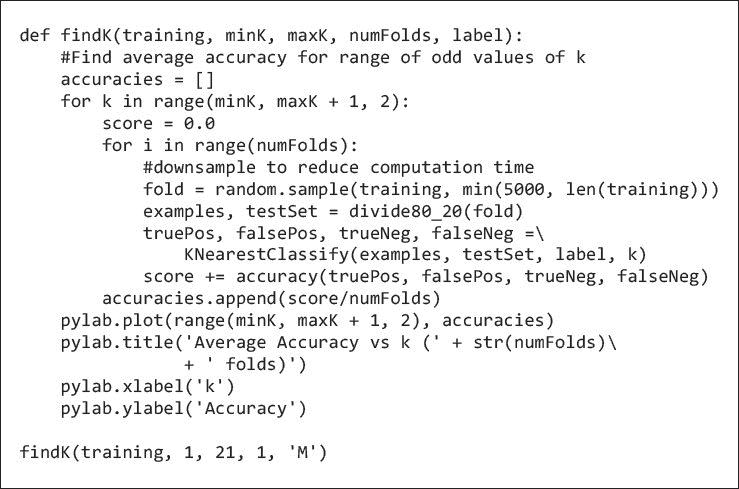 def findK(training, minK, maxK, numFolds, label):
    #Find average accuracy for range of odd values of k
    accuracies = []
    for k in range(minK, maxK + 1, 2):
        score = 0.0
        for i in range(numFolds):
            #downsample to reduce computation time
            fold = random.sample(training, min(5000, len(training)))
            examples, testSet = divide80_20(fold)
            truePos, falsePos, trueNeg, falseNeg =\
                KNearestClassify(examples, testSet, label, k)
            score += accuracy(truePos, falsePos, trueNeg, falseNeg)
        accuracies.append(score/numFolds)
    pylab.plot(range(minK, maxK + 1, 2), accuracies)
    pylab.title('Average Accuracy vs k (' + str(numFolds)\
                + ' folds)')
    pylab.xlabel('k')
    pylab.ylabel('Accuracy')
findK(training, 1, 21, 1, 'M')